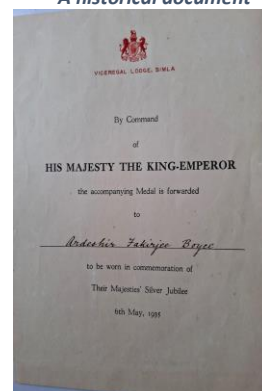 A historical document
VICEREGAL LODGE, SIMLA
By Command
of
HIS MAJESTY THE KING-EMPEROR
the accompanying Medal is forwarded
to
Ardeshir Fakirjee Boyce
to be worn in commemoration of
Their Majesties' Silver Jubilee
6th May, 1935